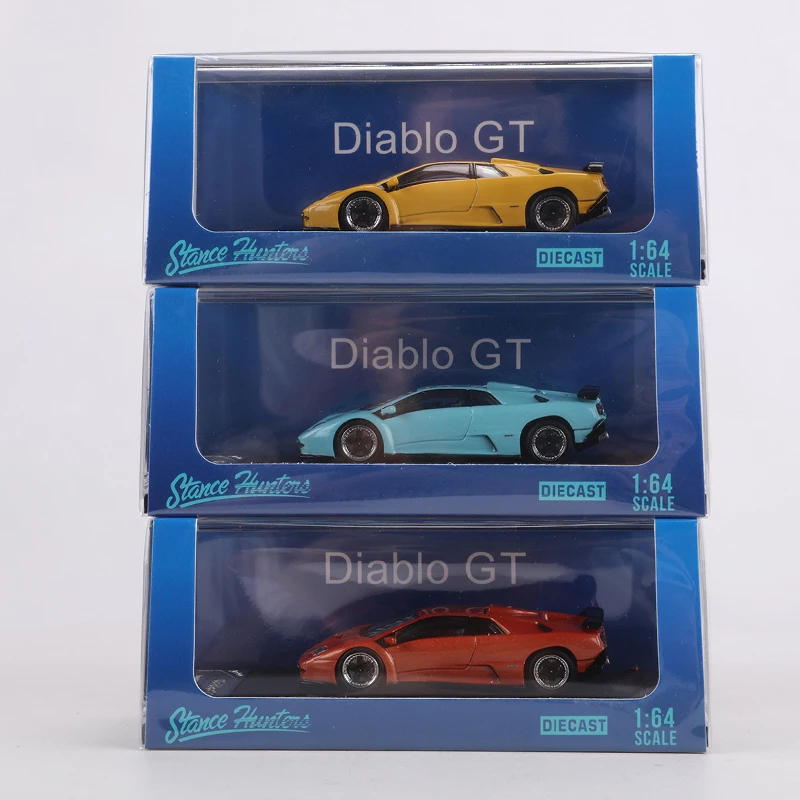 Diablo GT
Stance Hunters
DIECAST
1:64
SCALE
Diablo GT
Stance Hunters
DIECAST
1:64
SCALE
Diablo GT
Stance Hunters
DIECAST
1:64
SCALE